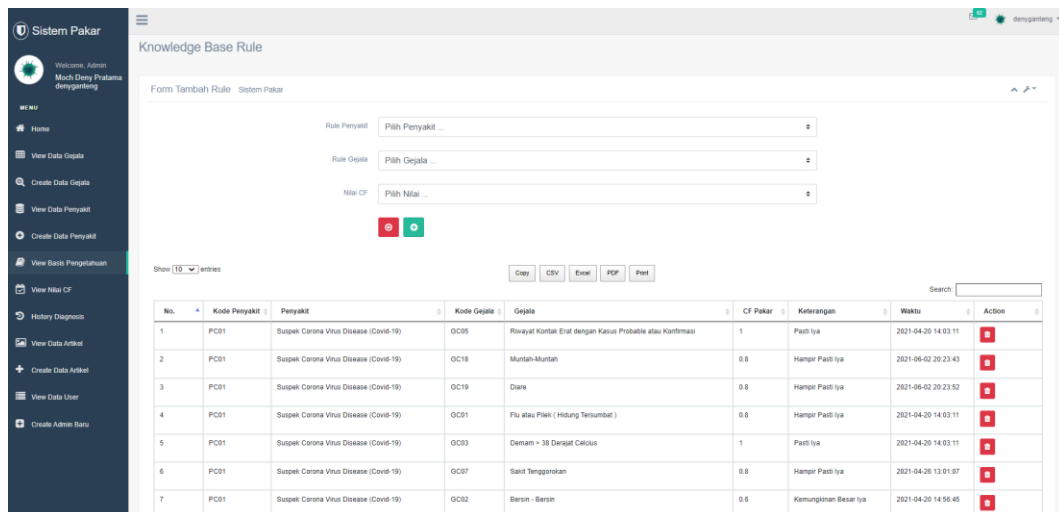 Sistem Pakar
Welcome, Admin
Moch Deny Pratama
denyganteng
MENU
Home
View Data Gejala
Create Data Gejala
View Data Penyakit
Create Data Penyakit
View Basis Pengetahuan
View Nilai CF
History Diagnosis
View Data Artikel
Create Data Artikel
View Data User
Create Admin Baru
62
denyganteng
Knowledge Base Rule
Form Tambah Rule Sistem Pakar
Rule Penyakit Pilih Penyakit ...
Rule Gejala Pilih Gejala ...
Nilai CF Pilih Nilai ...
Show 10 entries
Copy CSV Excel PDF Print
Search:
No. Kode Penyakit Penyakit Kode Gejala Gejala CF Pakar Keterangan Waktu Action
1 PC01 Suspek Corona Virus Disease (Covid-19) GC05 Riwayat Kontak Erat dengan Kasus Probable atau Konfirmasi 1 Pasti Iya 2021-04-20 14:03:11
2 PC01 Suspek Corona Virus Disease (Covid-19) GC18 Muntah-Muntah 0.8 Hampir Pasti Iya 2021-06-02 20:23:43
3 PC01 Suspek Corona Virus Disease (Covid-19) GC19 Diare 0.8 Hampir Pasti Iya 2021-06-02 20:23:52
4 PC01 Suspek Corona Virus Disease (Covid-19) GC01 Flu atau Pilek ( Hidung Tersumbat ) 0.8 Hampir Pasti Iya 2021-04-20 14:03:11
5 PC01 Suspek Corona Virus Disease (Covid-19) GC03 Demam > 38 Derajat Celcius 1 Pasti Iya 2021-04-20 14:03:11
6 PC01 Suspek Corona Virus Disease (Covid-19) GC07 Sakit Tenggorokan 0.8 Hampir Pasti Iya 2021-04-26 13:01:07
7 PC01 Suspek Corona Virus Disease (Covid-19) GC02 Bersin - Bersin 0.6 Kemungkinan Besar Iya 2021-04-20 14:56:45